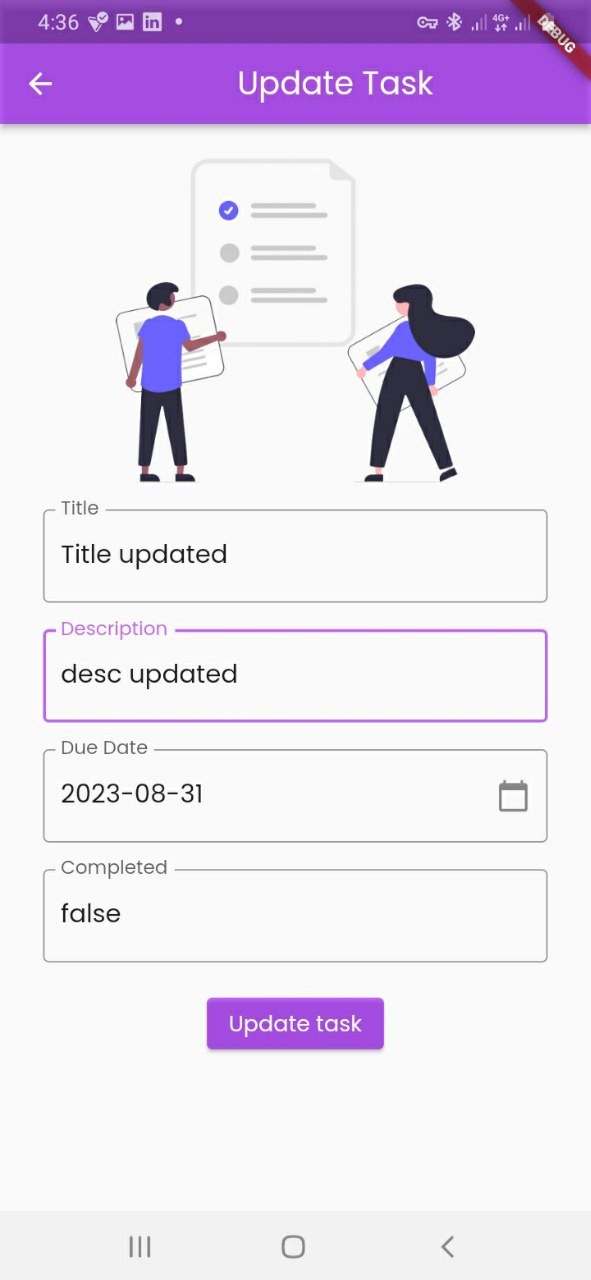 4:36
4G+
DEBUG
Update Task
Title
Title updated
Description
desc updated
Due Date
2023-08-31
Completed
false
Update task